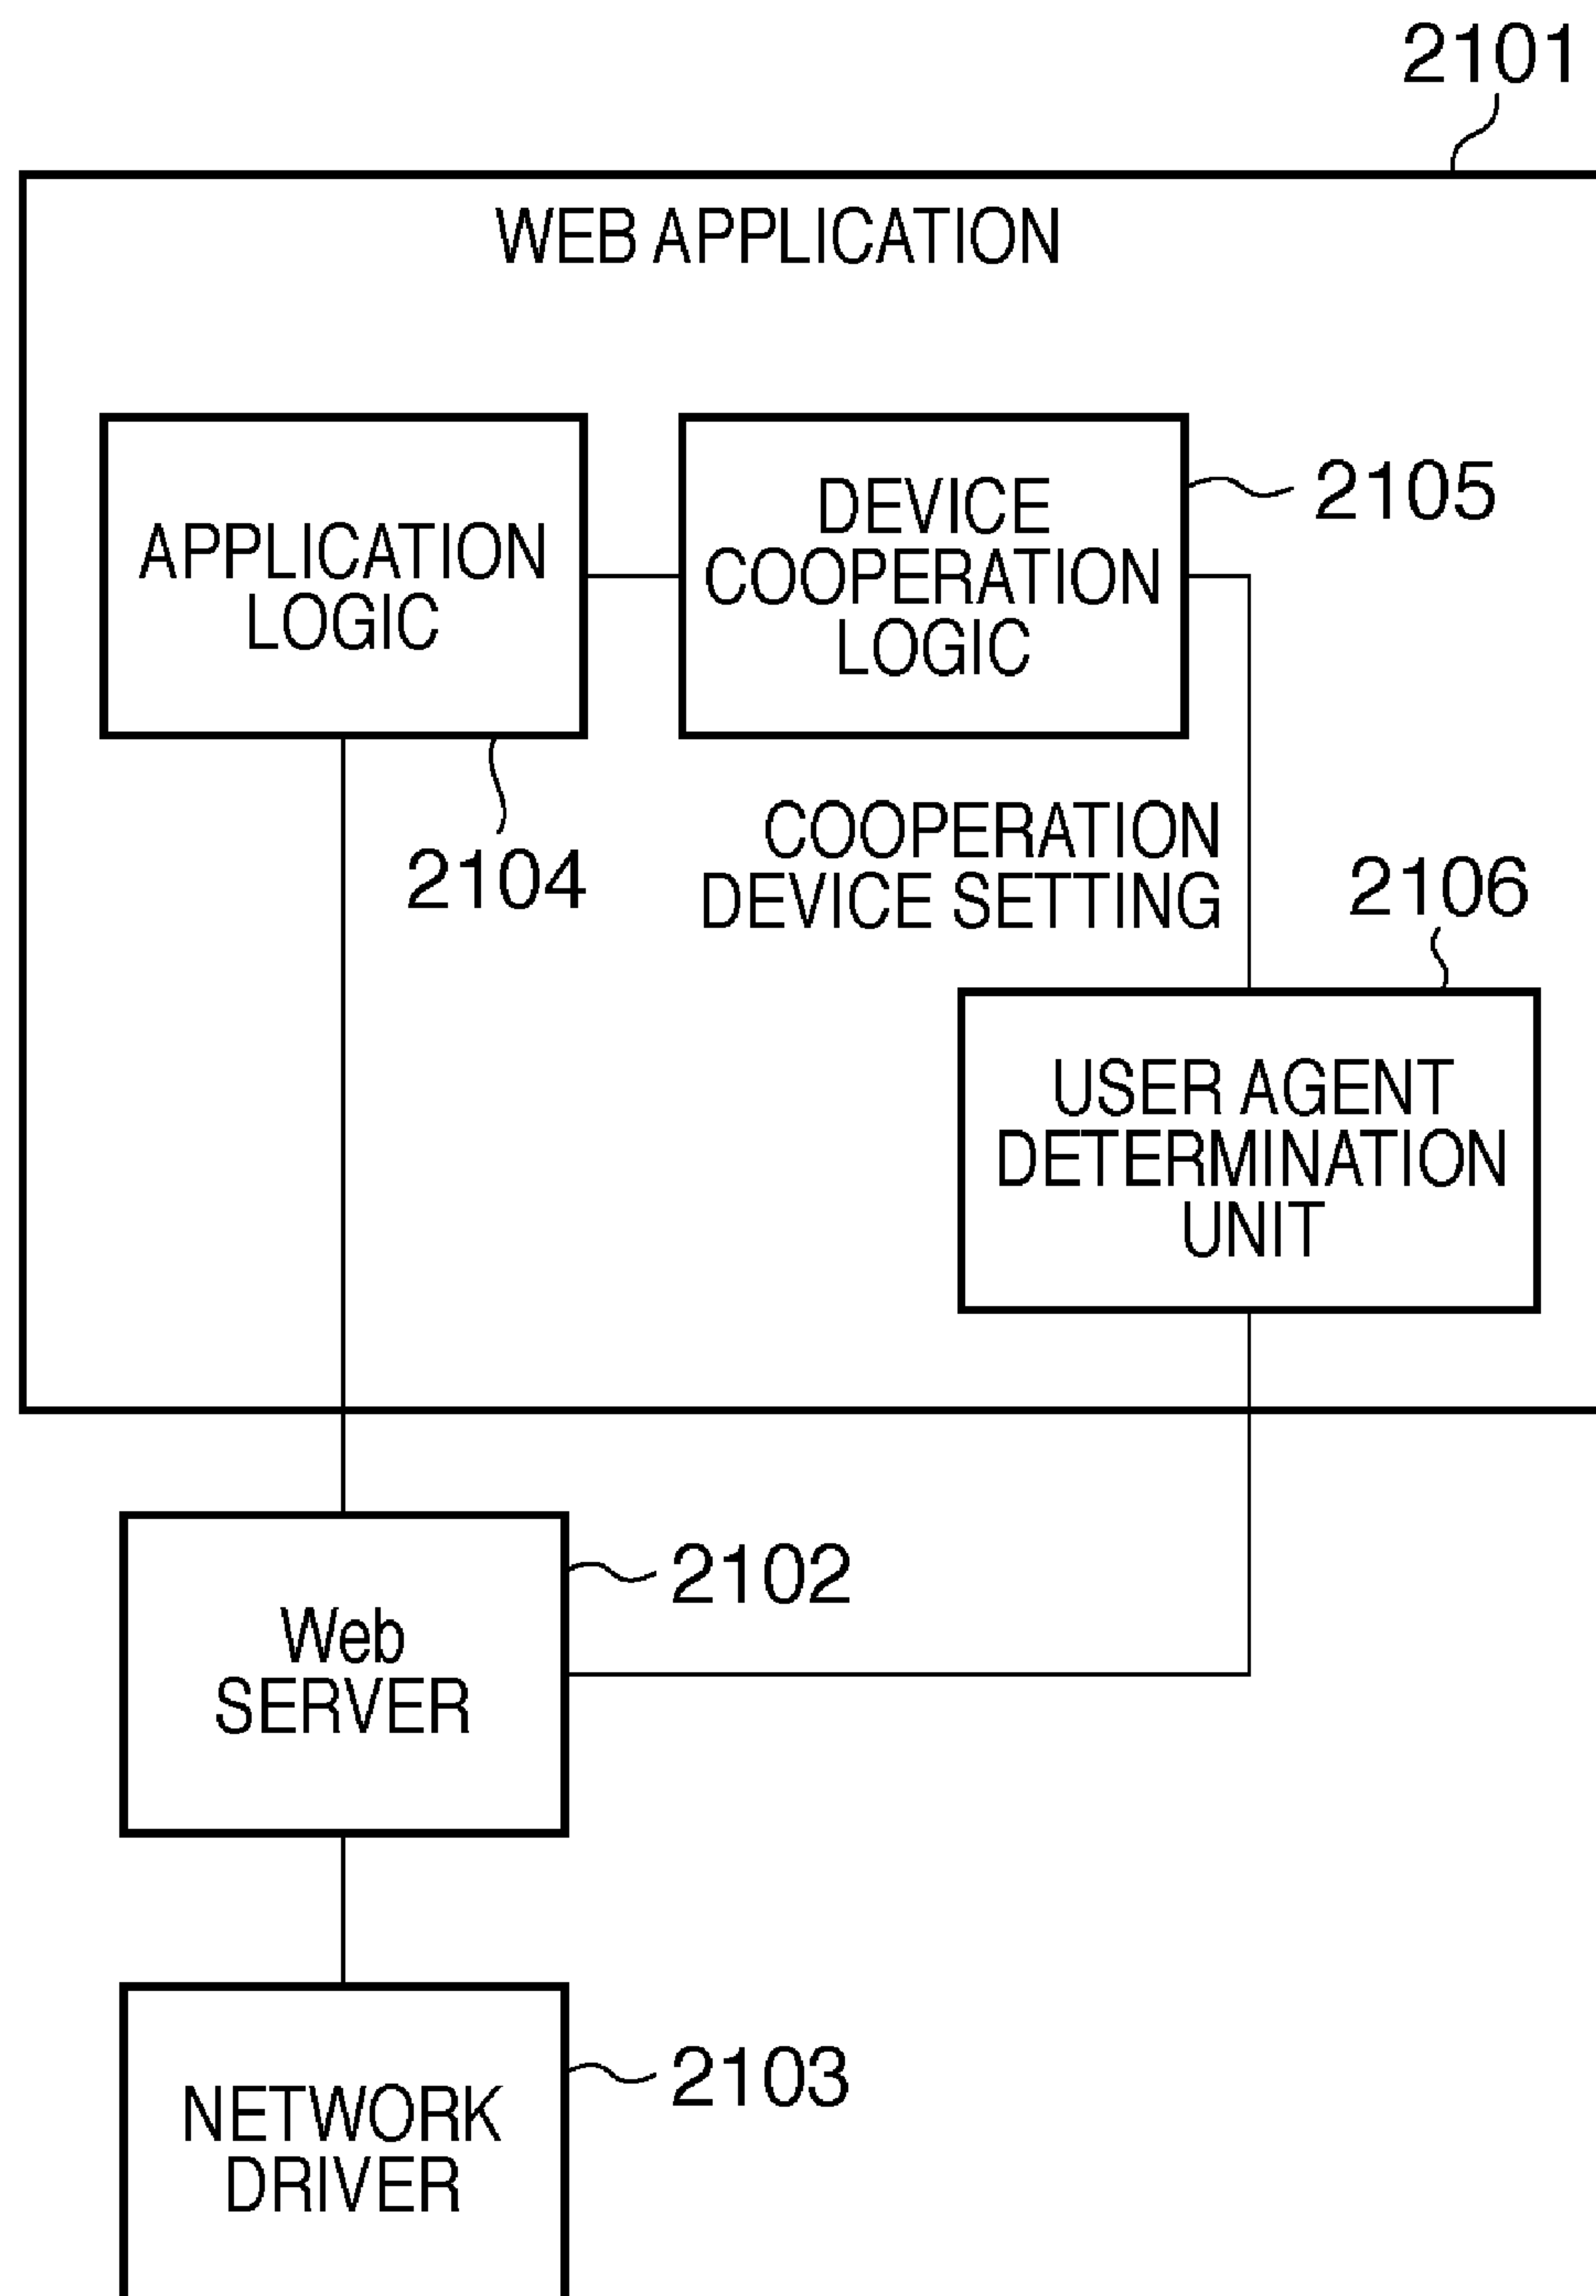 2101
WEB APPLICATION
APPLICATION
LOGIC
DEVICE
COOPERATION
LOGIC
2105
2104
COOPERATION
DEVICE SETTING
2106
USER AGENT
DETERMINATION
UNIT
Web
SERVER
2102
NETWORK
DRIVER
2103